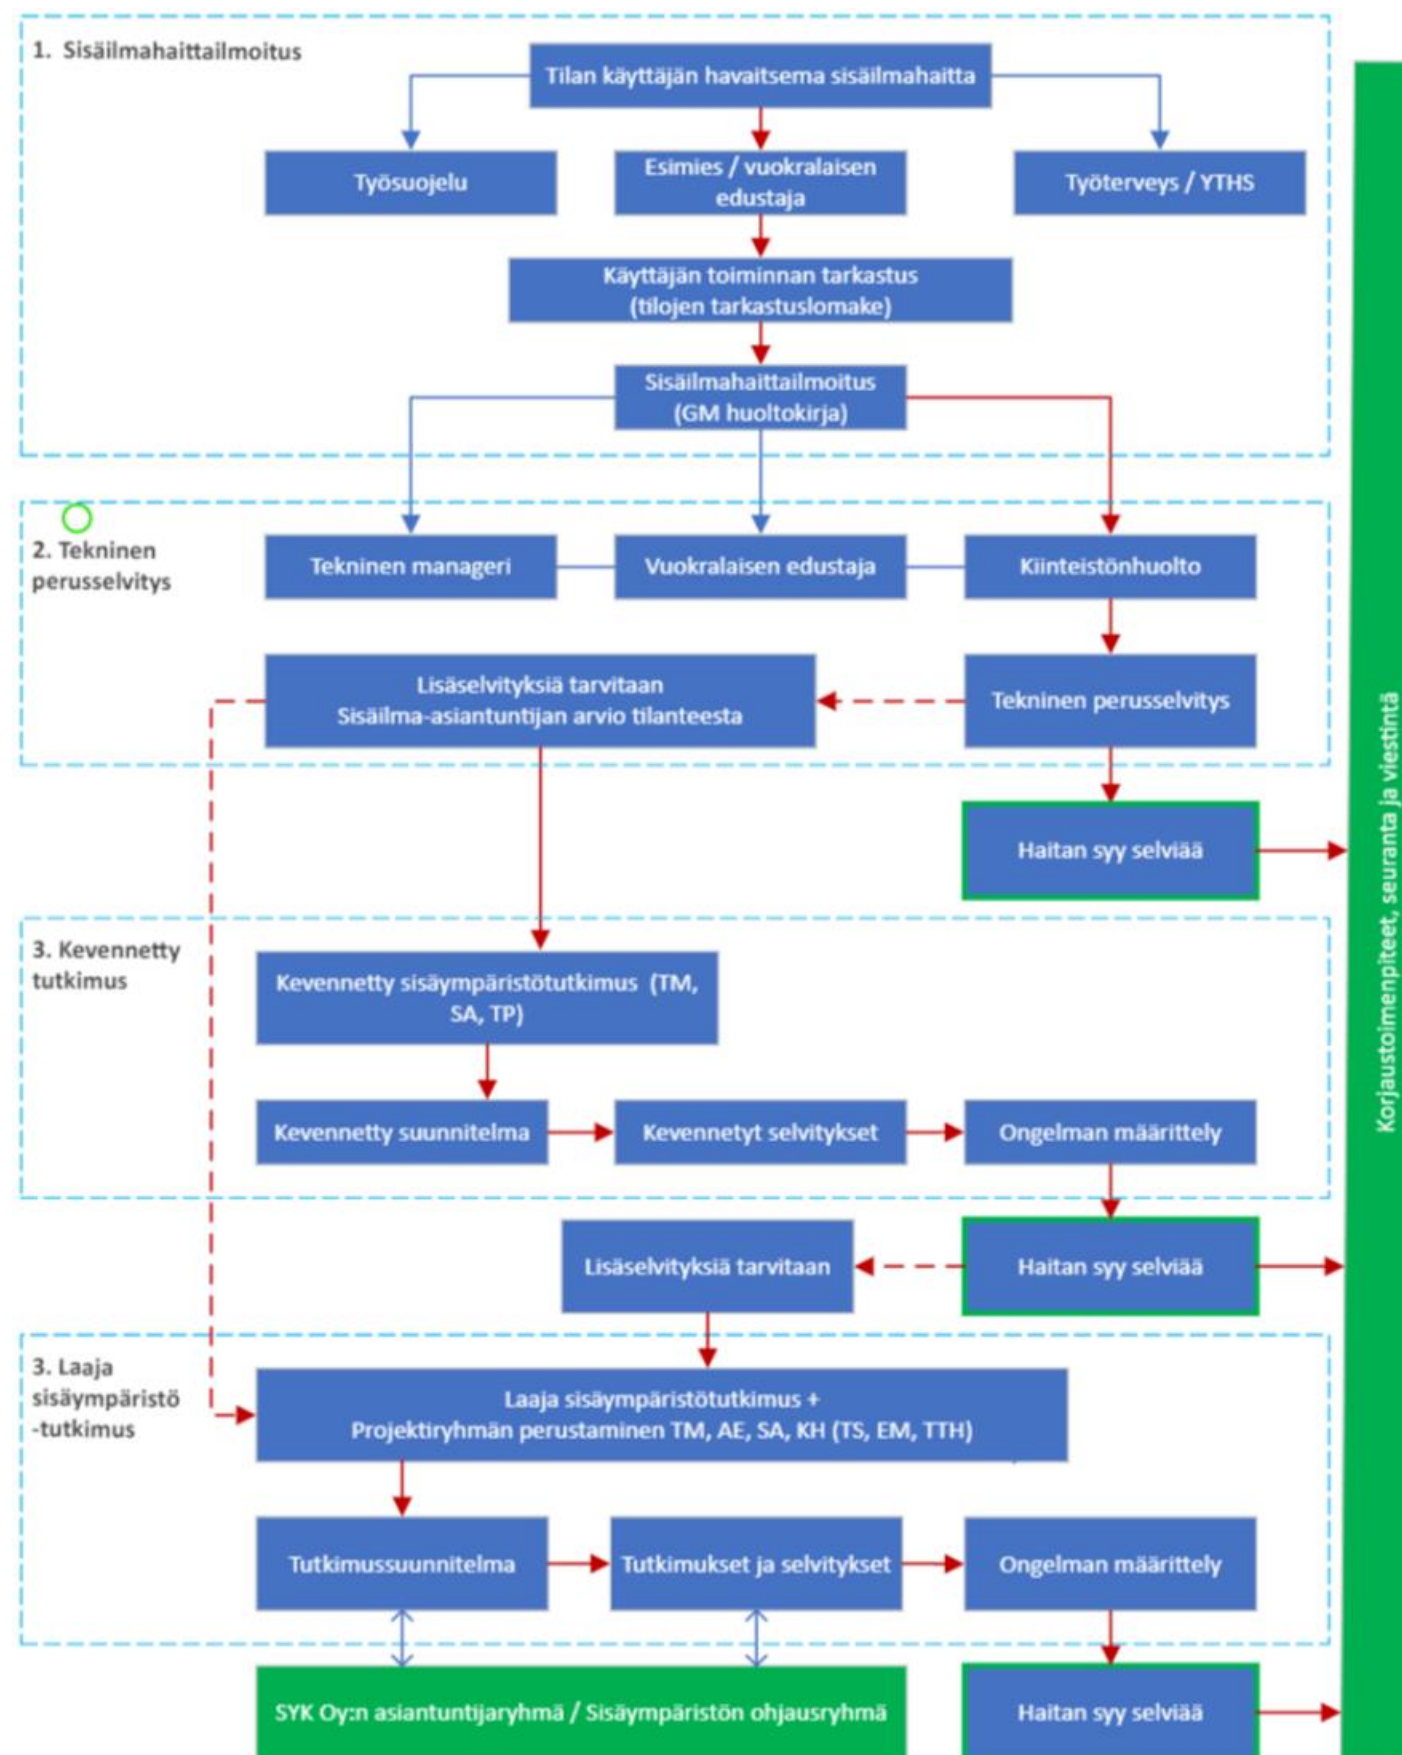 1. Sisäilmahaittailmoitus
Tilan käyttäjän havaitsema sisäilmahaitta
Työsuojelu
Esimies / vuokralaisen
edustaja
Työterveys / YTHS
Käyttäjän toiminnan tarkastus
(tilojen tarkastuslomake)
Sisäilmahaittailmoitus
(GM huoltokirja)
2. Tekninen
perusselvitys
Tekninen manageri
Vuokralaisen edustaja
Kiinteistönhuolto
Lisäselvityksiä tarvitaan
Sisäilma-asiantuntijan arvio tilanteesta
Tekninen perusselvitys
Haitan syy selviää
3. Kevennetty
tutkimus
Kevennetty sisäympäristötutkimus (TM,
SA, TP)
Kevennetty suunnitelma
Kevennetyt selvitykset
Ongelman määrittely
Lisäselvityksiä tarvitaan
Haitan syy selviää
3. Laaja
sisäympäristö
-tutkimus
Laaja sisäympäristötutkimus +
Projektiryhmän perustaminen TM, AE, SA, KH (TS, EM, TTH)
Tutkimussuunnitelma
Tutkimukset ja selvitykset
Ongelman määrittely
SYK Oy:n asiantuntijaryhmä / Sisäympäristön ohjausryhmä
Haitan syy selviää
Korjaustoimenpiteet, seuranta ja viestintä